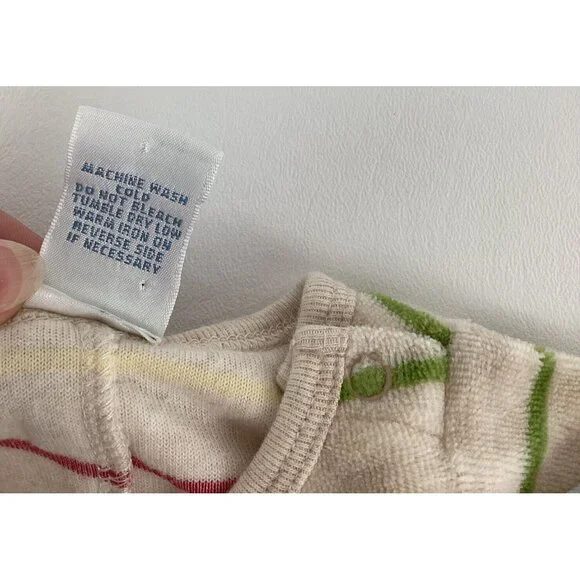 MACHINE WASH
COLD
DO NOT BLEACH
TUMBLE DRY LOW
WARM IRON ON
REVERSE SIDE
IF NECESSARY